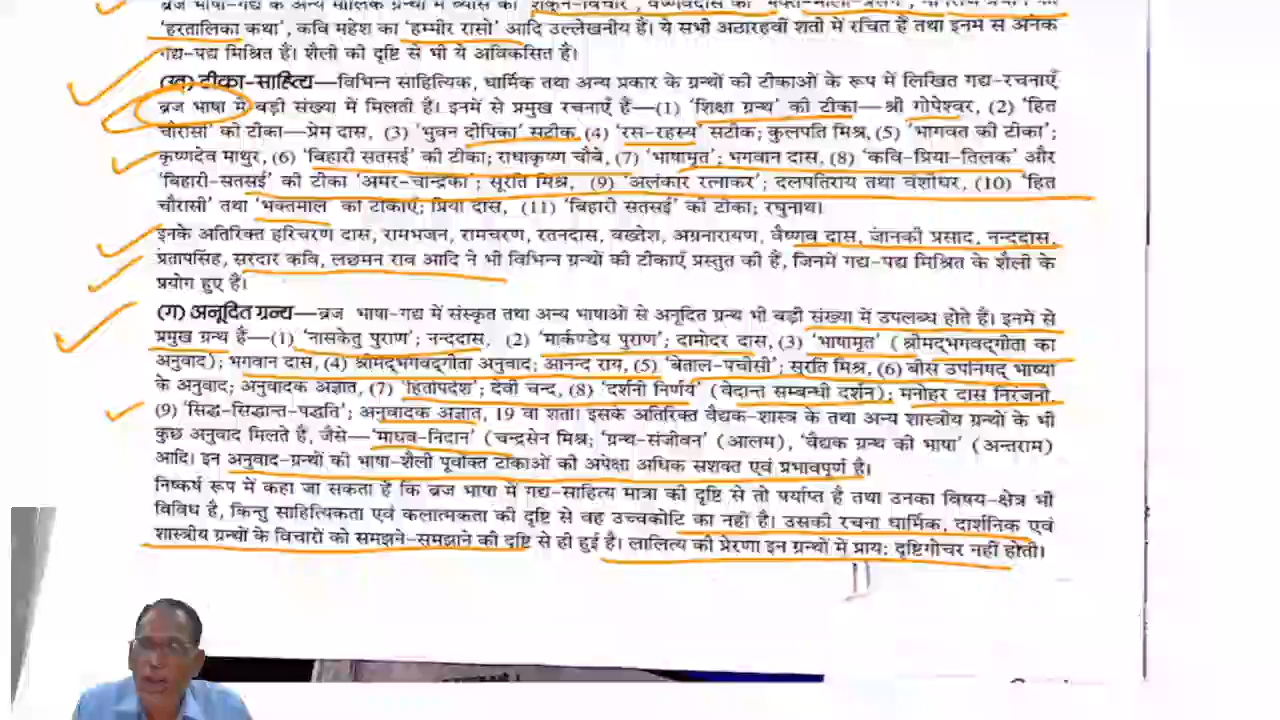 ब्रज भाषा-गद्य के अन्य मौलिक ग्रन्थों में व्यास का 'शकुन-विचार', वैष्णवदास का
'हरतालिका कथा', कवि महेश का 'हम्मीर रासो' आदि उल्लेखनीय है। ये सभी अठारहवीं शती में रचित हैं तथा इनमें से अनेक
गद्य-पद्य मिश्रित हैं। शैली की दृष्टि से भी ये अविकसित है।
(ख) टीका-साहित्य—विभिन्न साहित्यिक, धार्मिक तथा अन्य प्रकार के ग्रन्थों की टीकाओं के रूप में लिखित गद्य-रचनाएँ
ब्रज भाषा में बड़ी संख्या में मिलती हैं। इनमें से प्रमुख रचनाएँ हैं—(1) 'शिक्षा ग्रन्थ' की टीका—श्री गोपेश्वर, (2) 'हित
चौरासी' की टीका—प्रेम दास, (3) 'भुवन दीपिका' सटीक, (4) 'रस-रहस्य' सटीक; कुलपति मिश्र, (5) 'भागवत की टीका';
कृष्णदेव माथुर, (6) 'बिहारी सतसई' की टीका; राधाकृष्ण चौबे, (7) 'भाषामृत'; भगवान दास, (8) 'कवि-प्रिया-तिलक' और
'बिहारी-सतसई' की टीका 'अमर-चन्द्रिका'; सूरति मिश्र, (9) 'अलंकार रत्नाकर'; दलपतिराय तथा वंशीधर, (10) 'हित
चौरासी' तथा 'भक्तमाल' की टीकाएँ; प्रिया दास, (11) 'बिहारी सतसई' की टीका; रघुनाथ।
इनके अतिरिक्त हरिचरण दास, रामभजन, रामचरण, रतनदास, बख्तेश, अग्रनारायण, वैष्णव दास, जानकी प्रसाद, नन्ददास,
प्रतापसिंह, सरदार कवि, लछमन राव आदि ने भी विभिन्न ग्रन्थों की टीकाएँ प्रस्तुत की हैं, जिनमें गद्य-पद्य मिश्रित के शैली के
प्रयोग हुए हैं।
(ग) अनूदित ग्रन्थ—ब्रज भाषा-गद्य में संस्कृत तथा अन्य भाषाओं से अनूदित ग्रन्थ भी बड़ी संख्या में उपलब्ध होते हैं। इनमें से
प्रमुख ग्रन्थ हैं—(1) 'नासकेतु पुराण'; नन्ददास, (2) 'मार्कण्डेय पुराण'; दामोदर दास, (3) 'भाषामृत' (श्रीमद्भगवद्गीता का
अनुवाद); भगवान दास, (4) श्रीमद्भगवद्गीता अनुवाद; आनन्द राय, (5) 'बेताल-पचीसी'; सूरति मिश्र, (6) बीस उपनिषद् भाष्यों
के अनुवाद; अनुवादक अज्ञात, (7) 'हितोपदेश'; देवी चन्द, (8) 'दर्शनी निर्णय' (वेदान्त सम्बन्धी दर्शन); मनोहर दास निरंजनी,
(9) 'सिद्ध-सिद्धान्त-पद्धति'; अनुवादक अज्ञात, 19 वीं शती। इसके अतिरिक्त वैद्यक-शास्त्र के तथा अन्य शास्त्रीय ग्रन्थों के भी
कुछ अनुवाद मिलते हैं, जैसे—'माधव-निदान' (चन्द्रसेन मिश्र; 'ग्रन्थ-संजीवन' (आलम), 'वैद्यक ग्रन्थ की भाषा' (अन्तराम)
आदि। इन अनुवाद-ग्रन्थों की भाषा-शैली पूर्वोक्त टीकाओं की अपेक्षा अधिक सशक्त एवं प्रभावपूर्ण है।
निष्कर्ष रूप में कहा जा सकता है कि ब्रज भाषा में गद्य-साहित्य मात्रा की दृष्टि से तो पर्याप्त है तथा उनका विषय-क्षेत्र भी
विविध है, किन्तु साहित्यिकता एवं कलात्मकता की दृष्टि से वह उच्चकोटि का नहीं है। उसकी रचना धार्मिक, दार्शनिक एवं
शास्त्रीय ग्रन्थों के विचारों को समझने-समझाने की दृष्टि से ही हुई है। लालित्य की प्रेरणा इन ग्रन्थों में प्राय: दृष्टिगोचर नहीं होती।